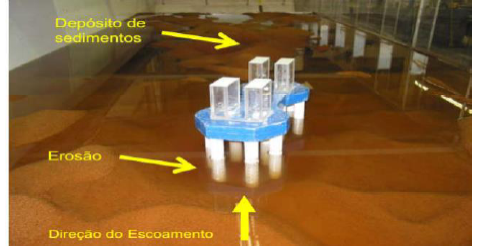 Depósito de
sedimentos
Erosão
Direção do Escoamento